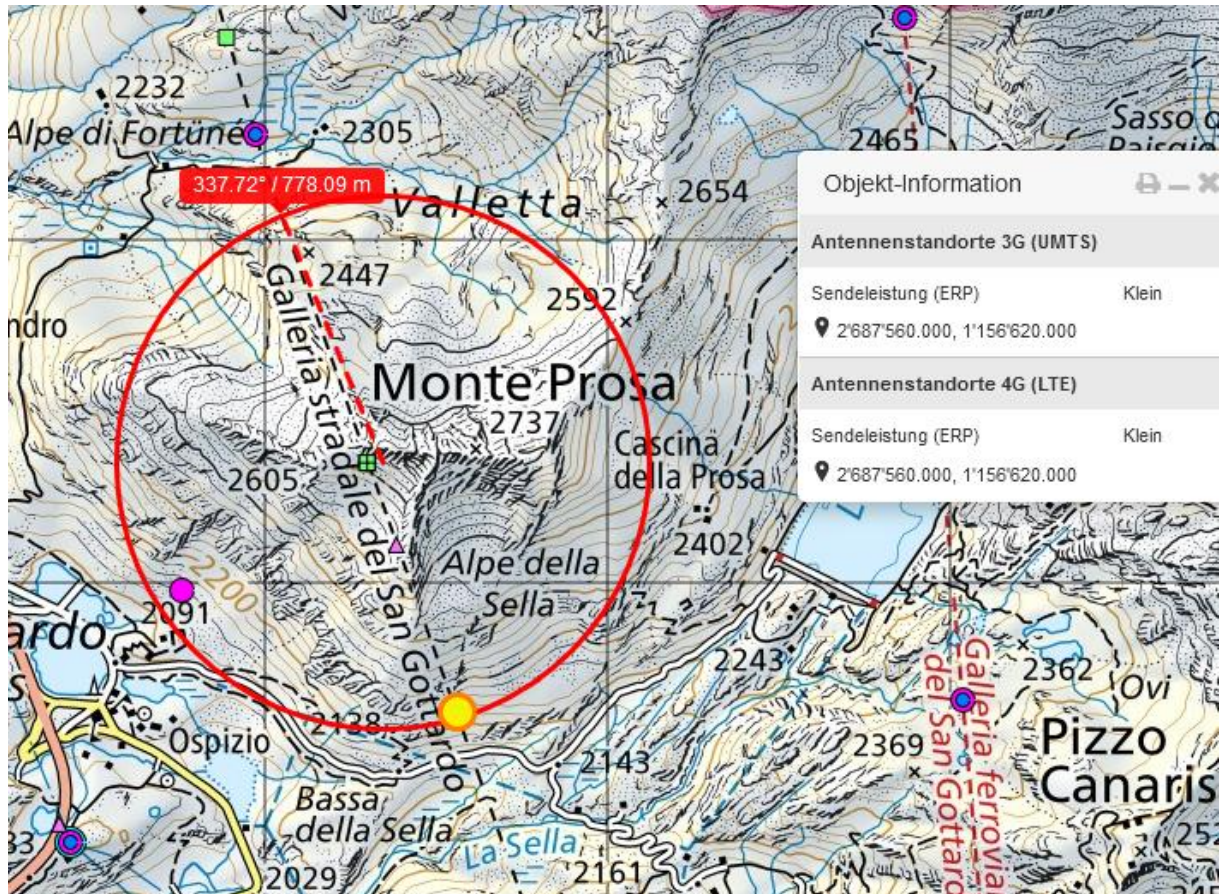 2232
Alpe di Fortünéi
2305
2465
Sasso d
337.72° / 778.09 m
Valletta
2654
2447
2592
ndro
Galleria stradale del San Gottardo
Monte Prosa
2737
2605
Cascina
della Prosa
2402
Alpe della
Sella
2200
2091
ardo
2243
2362
Ovi
2138
Ospizio
2143
2369
Pizzo
Canaris
Bassa
della Sella
La Sella
2029
2161
Galleria ferrovia
del San Gottard
Objekt-Information
Antennenstandorte 3G (UMTS)
Sendeleistung (ERP) Klein
2'687'560.000, 1'156'620.000
Antennenstandorte 4G (LTE)
Sendeleistung (ERP) Klein
2'687'560.000, 1'156'620.000